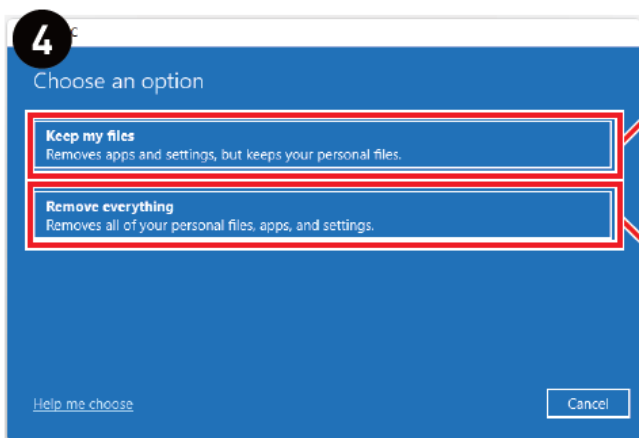 4
Choose an option
Keep my files
Removes apps and settings, but keeps your personal files.
Remove everything
Removes all of your personal files, apps, and settings.
Help me choose
Cancel